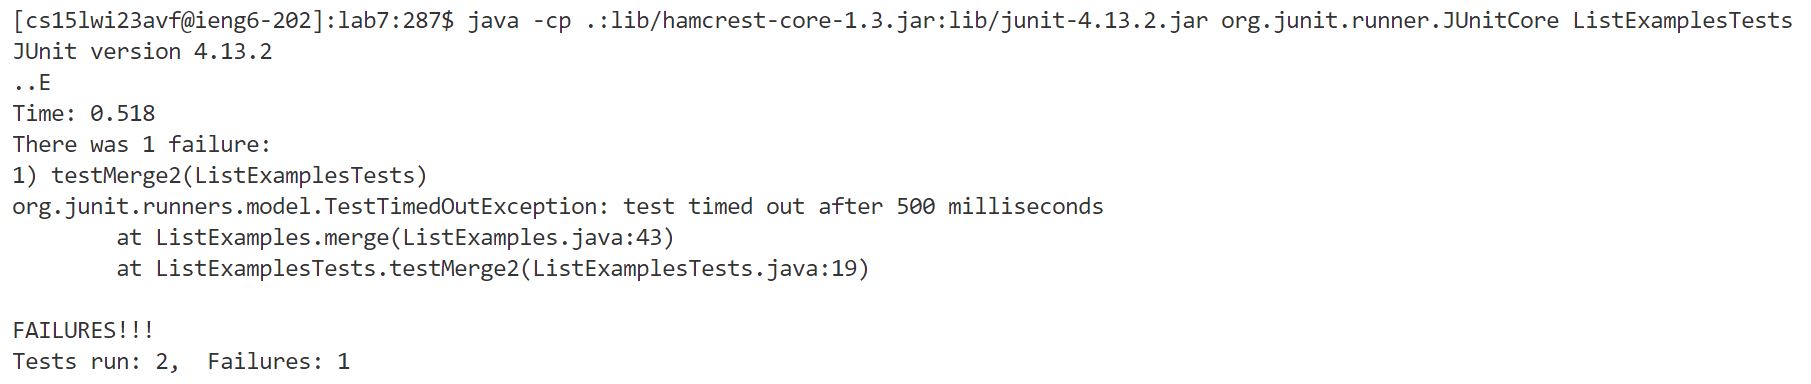 [cs15lwi23avf@ieng6-202]:lab7:287$ java -cp .:lib/hamcrest-core-1.3.jar:lib/junit-4.13.2.jar org.junit.runner.JUnitCore ListExamplesTests
JUnit version 4.13.2
..E
Time: 0.518
There was 1 failure:
1) testMerge2(ListExamplesTests)
org.junit.runners.model.TestTimedOutException: test timed out after 500 milliseconds
        at ListExamples.merge(ListExamples.java:43)
        at ListExamplesTests.testMerge2(ListExamplesTests.java:19)

FAILURES!!!
Tests run: 2,  Failures: 1